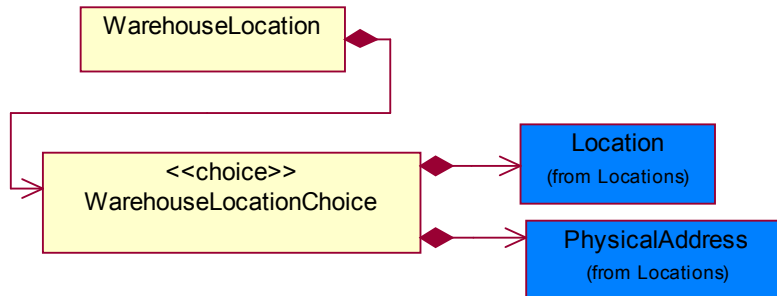 WarehouseLocation
<<choice>>
WarehouseLocationChoice
Location
(from Locations)
PhysicalAddress
(from Locations)